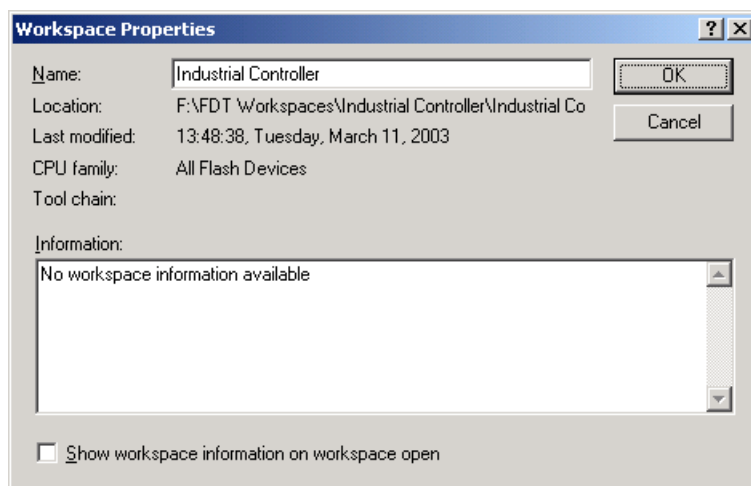 Workspace Properties
Name: Industrial Controller
OK
Location: F:\FDT Workspaces\Industrial Controller\Industrial Co
Last modified: 13:48:38, Tuesday, March 11, 2003
Cancel
CPU family: All Flash Devices
Tool chain:
Information:
No workspace information available
Show workspace information on workspace open